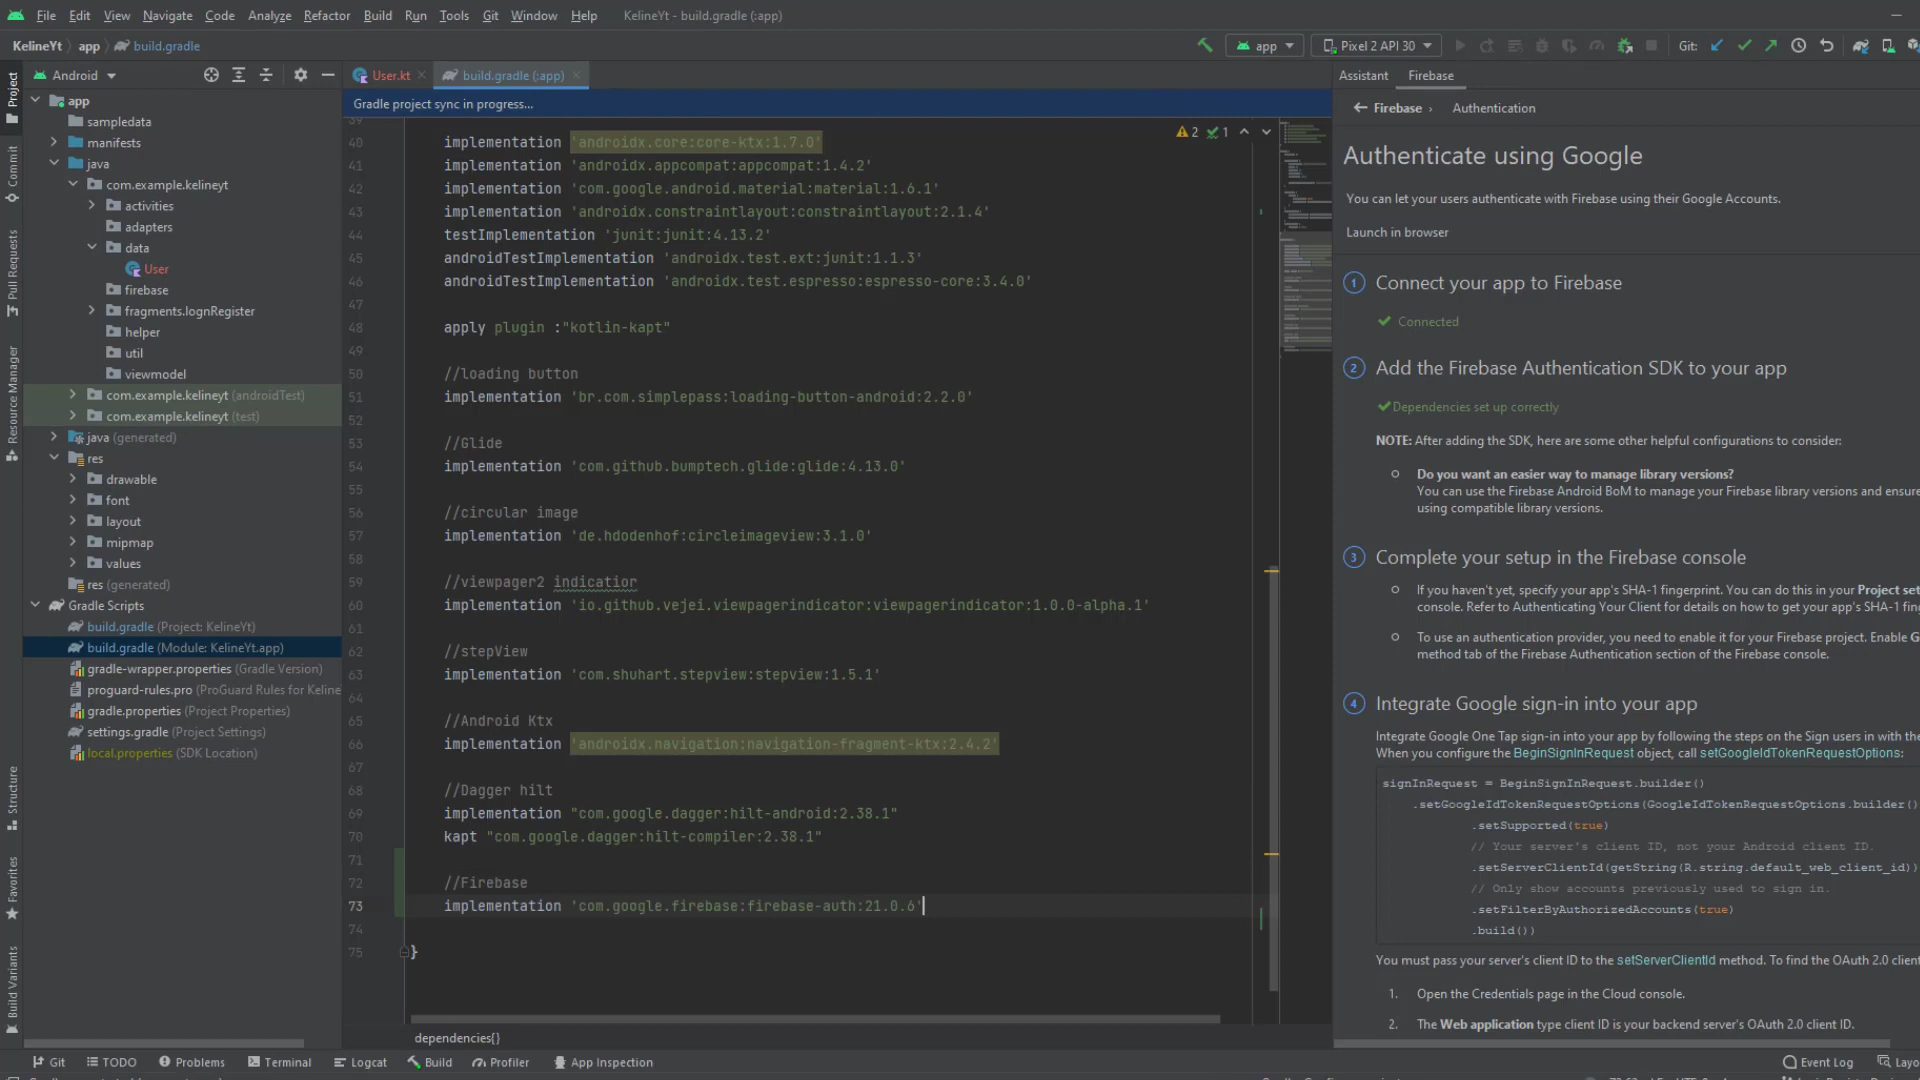 File Edit View Navigate Code Analyze Refactor Build Run Tools Git Window Help KelineYt - build.gradle (:app)
KelineYt app build.gradle
app Pixel 2 API 30 Git:
Android
User.kt build.gradle (:app)
Assistant Firebase
Gradle project sync in progress...
Firebase Authentication
Project
Commit
Pull Requests
Resource Manager
Structure
Favorites
Build Variants
app
sampledata
manifests
java
com.example.kelineyt
activities
adapters
data
User
firebase
fragments.lognRegister
helper
util
viewmodel
com.example.kelineyt (androidTest)
com.example.kelineyt (test)
java (generated)
res
drawable
font
layout
mipmap
values
res (generated)
Gradle Scripts
build.gradle (Project: KelineYt)
build.gradle (Module: KelineYt.app)
gradle-wrapper.properties (Gradle Version)
proguard-rules.pro (ProGuard Rules for Keline
gradle.properties (Project Properties)
settings.gradle (Project Settings)
local.properties (SDK Location)
2 1
39
40 implementation 'androidx.core:core-ktx:1.7.0'
41 implementation 'androidx.appcompat:appcompat:1.4.2'
42 implementation 'com.google.android.material:material:1.6.1'
43 implementation 'androidx.constraintlayout:constraintlayout:2.1.4'
44 testImplementation 'junit:junit:4.13.2'
45 androidTestImplementation 'androidx.test.ext:junit:1.1.3'
46 androidTestImplementation 'androidx.test.espresso:espresso-core:3.4.0'
47
48 apply plugin :"kotlin-kapt"
49
50 //loading button
51 implementation 'br.com.simplepass:loading-button-android:2.2.0'
52
53 //Glide
54 implementation 'com.github.bumptech.glide:glide:4.13.0'
55
56 //circular image
57 implementation 'de.hdodenhof:circleimageview:3.1.0'
58
59 //viewpager2 indicatior
60 implementation 'io.github.vejei.viewpagerindicator:viewpagerindicator:1.0.0-alpha.1'
61
62 //stepView
63 implementation 'com.shuhart.stepview:stepview:1.5.1'
64
65 //Android Ktx
66 implementation 'androidx.navigation:navigation-fragment-ktx:2.4.2'
67
68 //Dagger hilt
69 implementation "com.google.dagger:hilt-android:2.38.1"
70 kapt "com.google.dagger:hilt-compiler:2.38.1"
71
72 //Firebase
73 implementation 'com.google.firebase:firebase-auth:21.0.6'
74
75 }
dependencies{}
Authenticate using Google
You can let your users authenticate with Firebase using their Google Accounts.
Launch in browser
1 Connect your app to Firebase
Connected
2 Add the Firebase Authentication SDK to your app
Dependencies set up correctly
NOTE: After adding the SDK, here are some other helpful configurations to consider:
Do you want an easier way to manage library versions?
You can use the Firebase Android BoM to manage your Firebase library versions and ensure
using compatible library versions.
3 Complete your setup in the Firebase console
If you haven't yet, specify your app's SHA-1 fingerprint. You can do this in your Project set
console. Refer to Authenticating Your Client for details on how to get your app's SHA-1 fing
To use an authentication provider, you need to enable it for your Firebase project. Enable G
method tab of the Firebase Authentication section of the Firebase console.
4 Integrate Google sign-in into your app
Integrate Google One Tap sign-in into your app by following the steps on the Sign users in with the
When you configure the BeginSignInRequest object, call setGoogleIdTokenRequestOptions:
signInRequest = BeginSignInRequest.builder()
.setGoogleIdTokenRequestOptions(GoogleIdTokenRequestOptions.builder()
.setSupported(true)
// Your server's client ID, not your Android client ID.
.setServerClientId(getString(R.string.default_web_client_id))
// Only show accounts previously used to sign in.
.setFilterByAuthorizedAccounts(true)
.build())
You must pass your server's client ID to the setServerClientId method. To find the OAuth 2.0 client
1. Open the Credentials page in the Cloud console.
2. The Web application type client ID is your backend server's OAuth 2.0 client ID.
Git TODO Problems Terminal Logcat Build Profiler App Inspection Event Log Layo